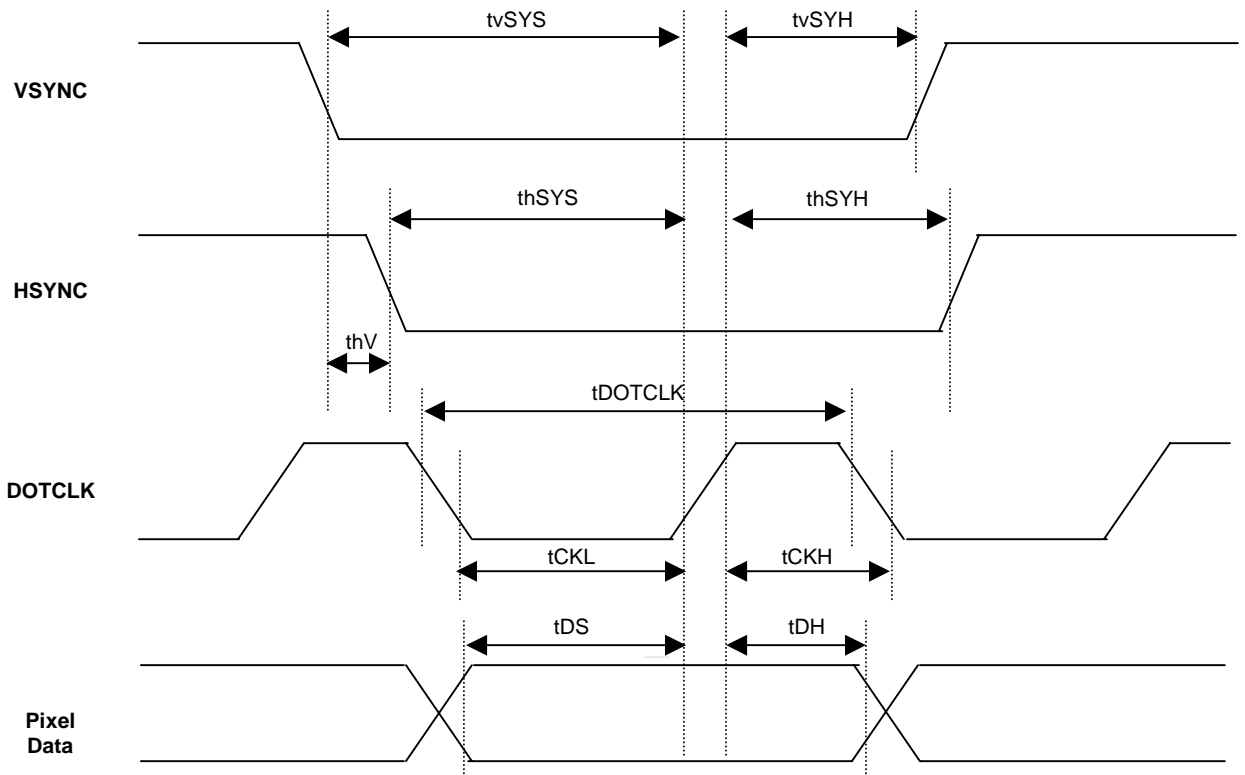 tvSYS
tvSYH
VSYNC
thSYS
thSYH
HSYNC
thV
tDOTCLK
DOTCLK
tCKL
tCKH
tDS
tDH
Pixel
Data